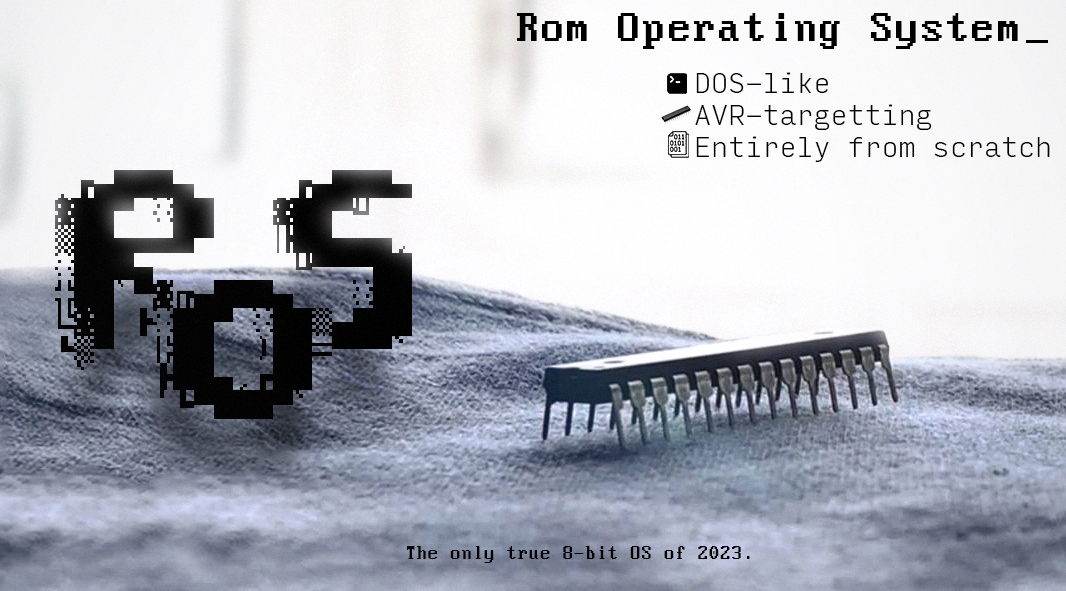 Rom Operating System_
DOS-like
AVR-targetting
Entirely from scratch
ROS
The only true 8-bit OS of 2023.